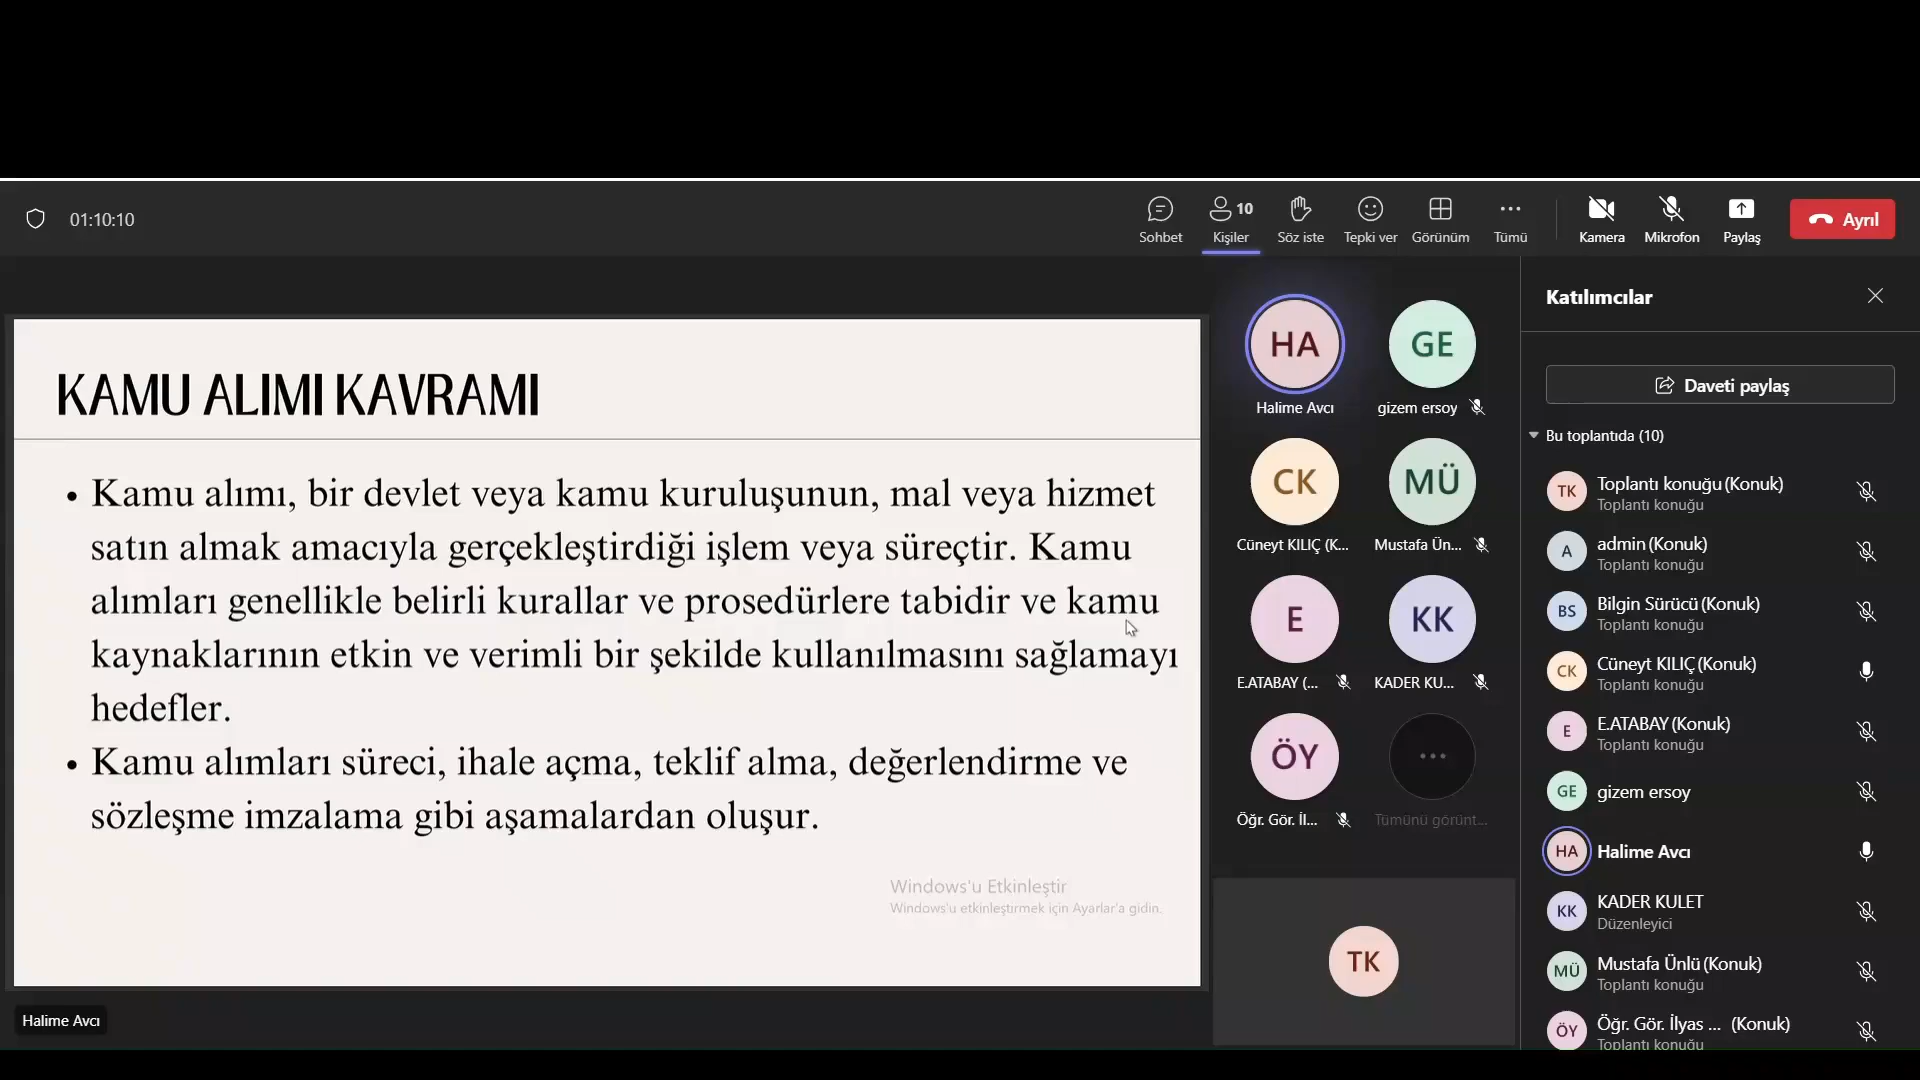 01:10:10
Sohbet
Kişiler
10
Söz iste
Tepki ver
Görünüm
Tümü
Kamera
Mikrofon
Paylaş
Ayrıl
KAMU ALIMI KAVRAMI
• Kamu alımı, bir devlet veya kamu kuruluşunun, mal veya hizmet
satın almak amacıyla gerçekleştirdiği işlem veya süreçtir. Kamu
alımları genellikle belirli kurallar ve prosedürlere tabidir ve kamu
kaynaklarının etkin ve verimli bir şekilde kullanılmasını sağlamayı
hedefler.
• Kamu alımları süreci, ihale açma, teklif alma, değerlendirme ve
sözleşme imzalama gibi aşamalardan oluşur.
Windows'u Etkinleştir
Windows'u etkinleştirmek için Ayarlar'a gidin.
Halime Avcı
HA
Halime Avcı
GE
gizem ersoy
CK
Cüneyt KILIÇ (K...
MÜ
Mustafa Ün...
E
E.ATABAY (...
KK
KADER KU...
ÖY
Öğr. Gör. İl...
Tümünü görünt...
TK
Katılımcılar
Daveti paylaş
Bu toplantıda (10)
TK
Toplantı konuğu (Konuk)
Toplantı konuğu
A
admin (Konuk)
Toplantı konuğu
BS
Bilgin Sürücü (Konuk)
Toplantı konuğu
CK
Cüneyt KILIÇ (Konuk)
Toplantı konuğu
E
E.ATABAY (Konuk)
Toplantı konuğu
GE
gizem ersoy
HA
Halime Avcı
KK
KADER KULET
Düzenleyici
MÜ
Mustafa Ünlü (Konuk)
Toplantı konuğu
ÖY
Öğr. Gör. İlyas ... (Konuk)
Toplantı konuğu